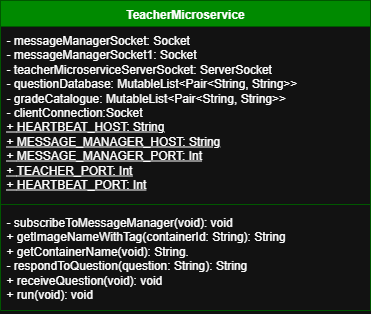 TeacherMicroservice
- messageManagerSocket: Socket
- messageManagerSocket1: Socket
- teacherMicroserviceServerSocket: ServerSocket
- questionDatabase: MutableList<Pair<String, String>>
- gradeCatalogue: MutableList<Pair<String, String>>
- clientConnection:Socket
+ HEARTBEAT_HOST: String
+ MESSAGE_MANAGER_HOST: String
+ MESSAGE_MANAGER_PORT: Int
+ TEACHER_PORT: Int
+ HEARTBEAT_PORT: Int
- subscribeToMessageManager(void): void
+ getImageNameWithTag(containerId: String): String
+ getContainerName(void): String.
- respondToQuestion(question: String): String
+ receiveQuestion(void): void
+ run(void): void